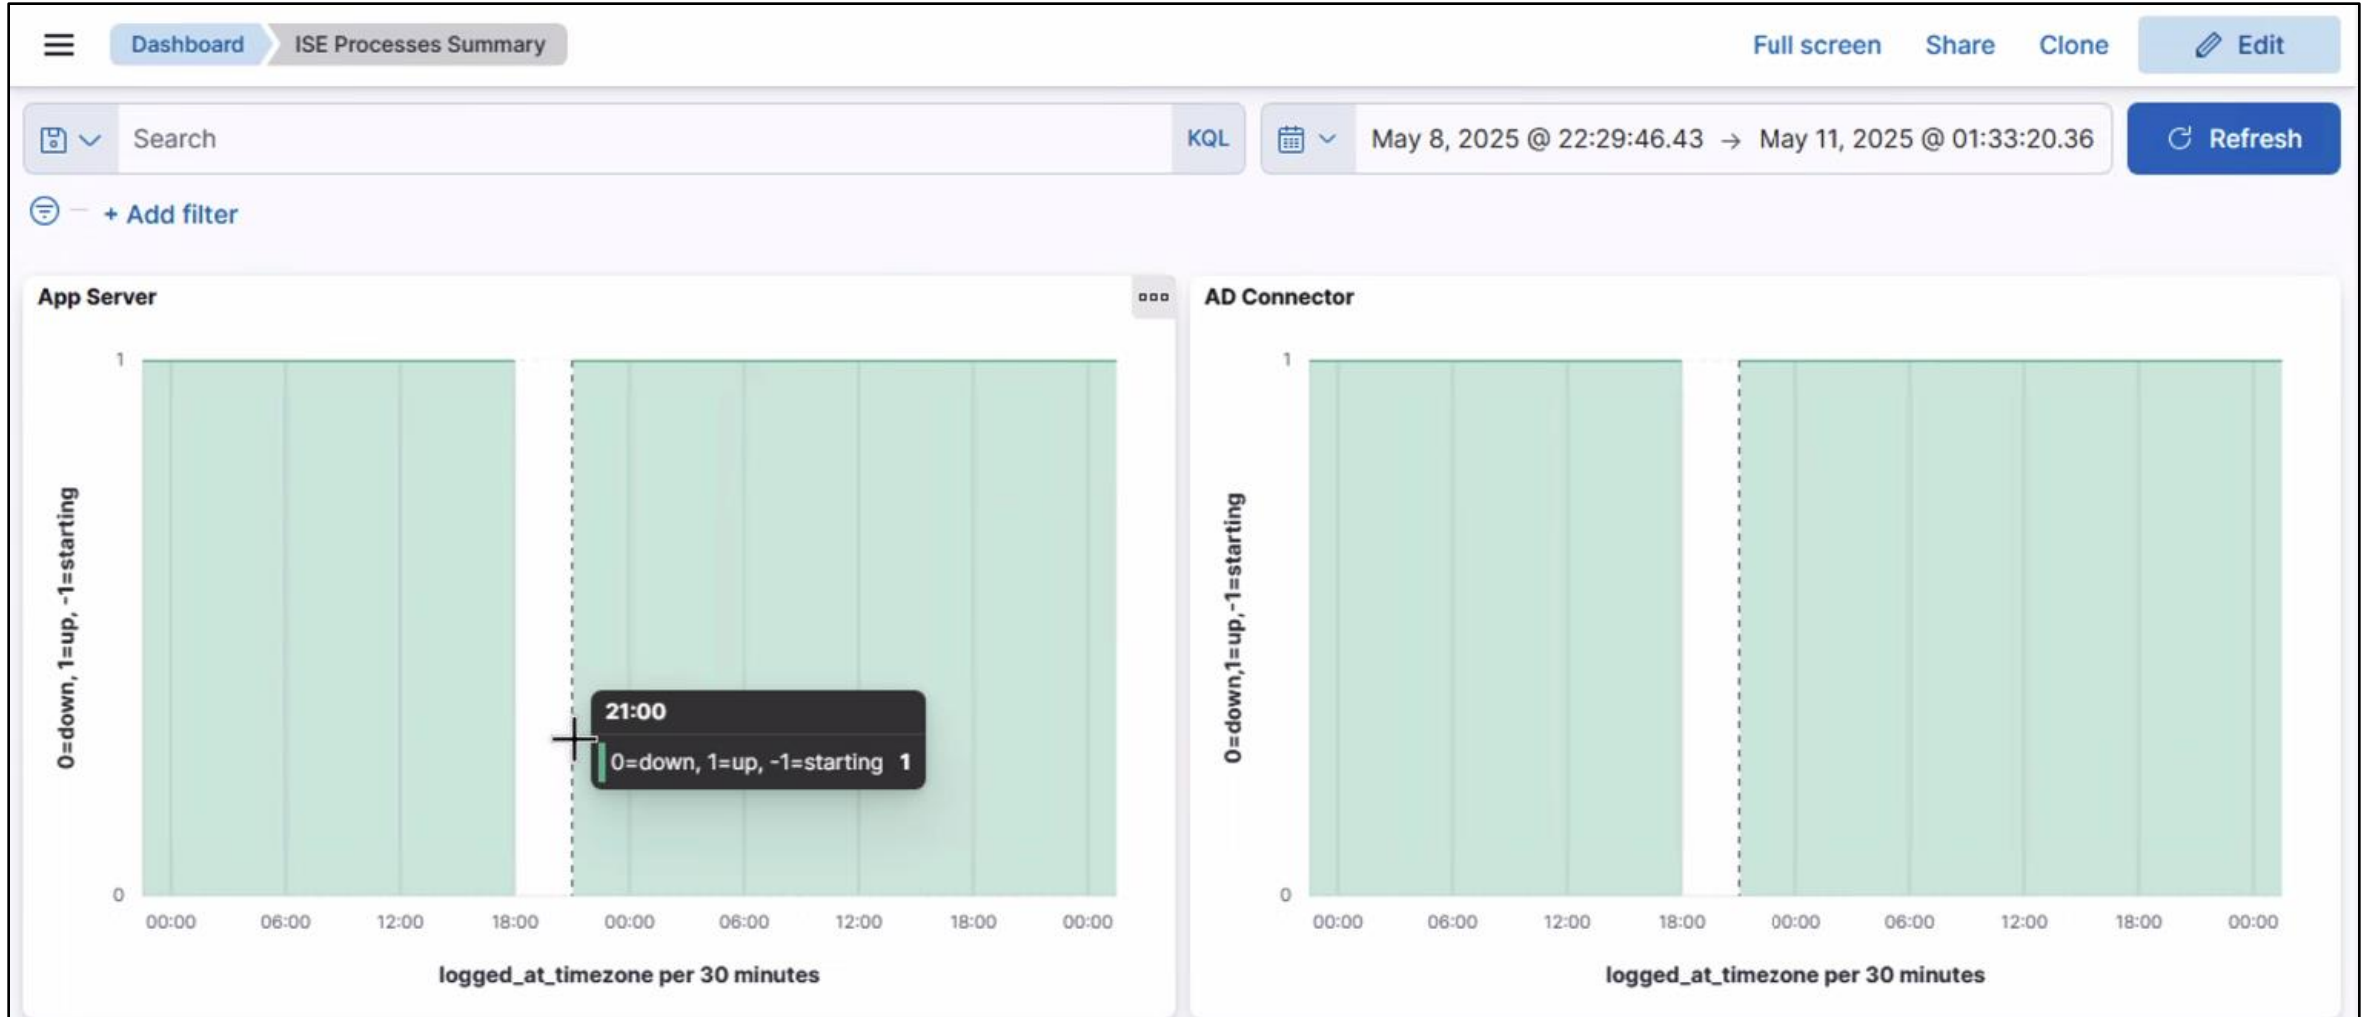 Dashboard ISE Processes Summary Full screen Share Clone Edit
Search KQL May 8, 2025 @ 22:29:46.43 → May 11, 2025 @ 01:33:20.36 Refresh
+ Add filter
App Server
1
0=down, 1=up, -1=starting
21:00
0=down, 1=up, -1=starting 1
0
00:00 06:00 12:00 18:00 00:00 06:00 12:00 18:00 00:00
logged_at_timezone per 30 minutes
AD Connector
1
0=down,1=up,-1=starting
0
00:00 06:00 12:00 18:00 00:00 06:00 12:00 18:00 00:00
logged_at_timezone per 30 minutes